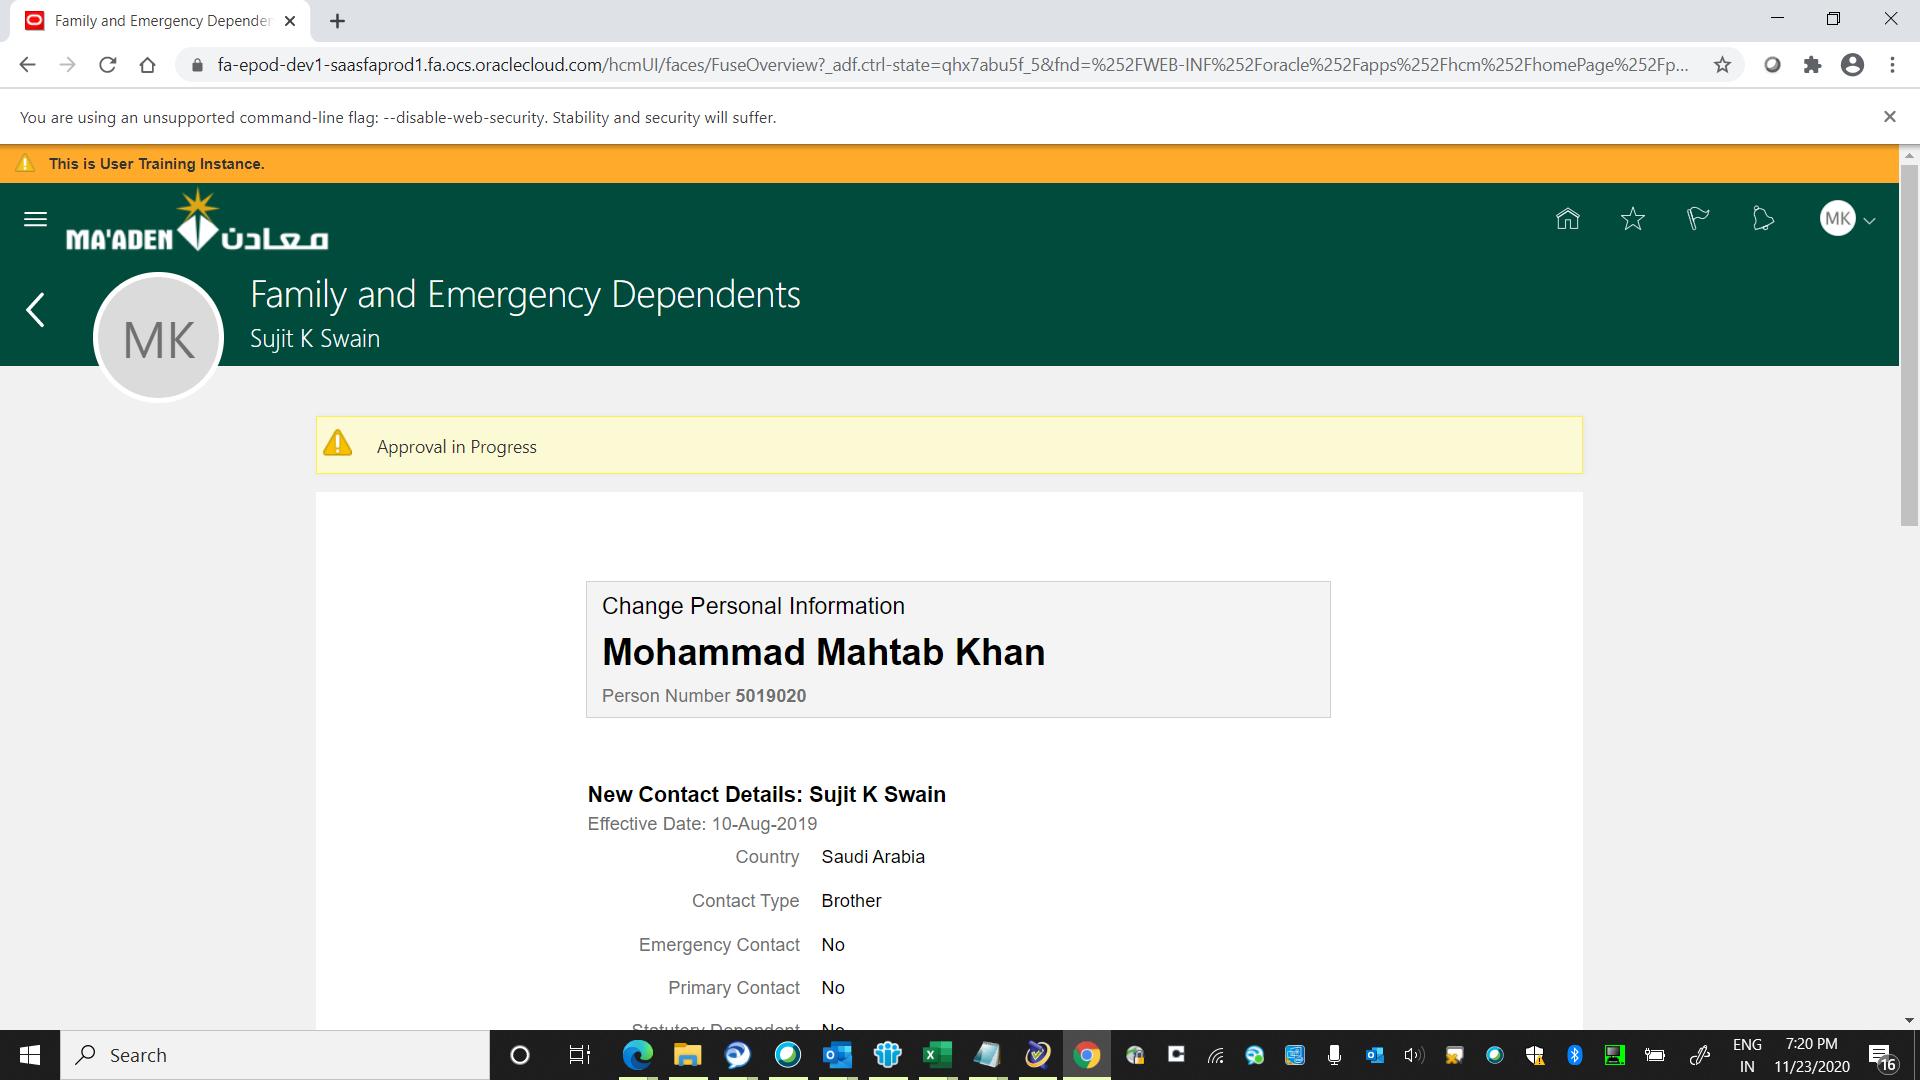 Family and Emergency Depender
fa-epod-dev1-saasfaprod1.fa.ocs.oraclecloud.com/hcmUI/faces/FuseOverview?_adf.ctrl-state=qhx7abu5f_5&fnd=%252FWEB-INF%252Foracle%252Fapps%252Fhcm%252FhomePage%252Fp...
You are using an unsupported command-line flag: --disable-web-security. Stability and security will suffer.
This is User Training Instance.
MA'ADEN معادن
MK
Family and Emergency Dependents
MK
Sujit K Swain
Approval in Progress
Change Personal Information
Mohammad Mahtab Khan
Person Number 5019020
New Contact Details: Sujit K Swain
Effective Date: 10-Aug-2019
Country Saudi Arabia
Contact Type Brother
Emergency Contact No
Primary Contact No
Statutory Dependent No
Search
ENG
IN
7:20 PM
11/23/2020
16